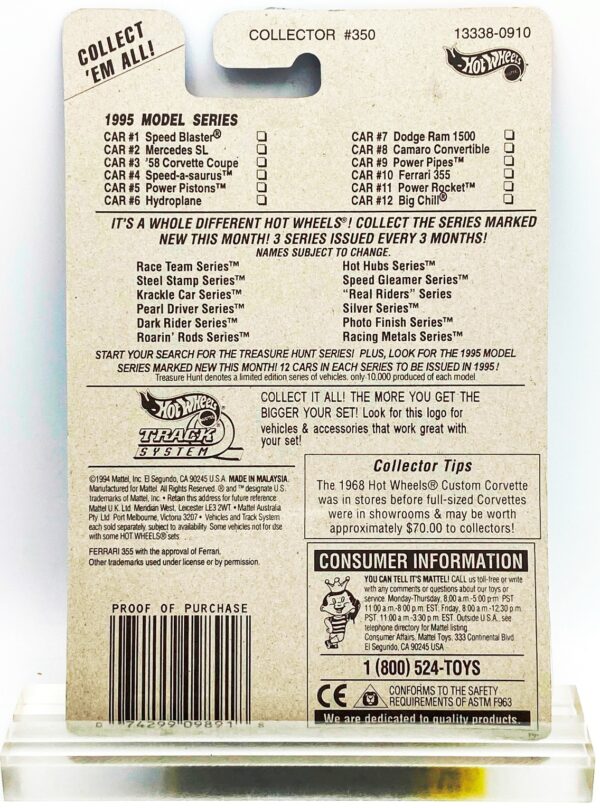 COLLECT
'EM ALL!
COLLECTOR #350
13338-0910
Hot Wheels
1995 MODEL SERIES
CAR #1 Speed Blaster®
CAR #2 Mercedes SL
CAR #3 '58 Corvette Coupe
CAR #4 Speed-a-saurus™
CAR #5 Power Pistons™
CAR #6 Hydroplane
CAR #7 Dodge Ram 1500
CAR #8 Camaro Convertible
CAR #9 Power Pipes™
CAR #10 Ferrari 355
CAR #11 Power Rocket™
CAR #12 Big Chill®
IT'S A WHOLE DIFFERENT HOT WHEELS®! COLLECT THE SERIES MARKED
NEW THIS MONTH! 3 SERIES ISSUED EVERY 3 MONTHS!
NAMES SUBJECT TO CHANGE.
Race Team Series™
Steel Stamp Series™
Krackle Car Series™
Pearl Driver Series™
Dark Rider Series™
Roarin' Rods Series™
Hot Hubs Series™
Speed Gleamer Series™
"Real Riders" Series
Silver Series™
Photo Finish Series™
Racing Metals Series™
START YOUR SEARCH FOR THE TREASURE HUNT SERIES! PLUS, LOOK FOR THE 1995 MODEL
SERIES MARKED NEW THIS MONTH! 12 CARS IN EACH SERIES TO BE ISSUED IN 1995!
Treasure Hunt denotes a limited edition series of vehicles. only 10,000 produced of each model
Hot Wheels
TRACK
SYSTEM
COLLECT IT ALL! THE MORE YOU GET THE
BIGGER YOUR SET! Look for this logo for
vehicles & accessories that work great with
your set!
©1994 Mattel, Inc. El Segundo, CA 90245 U.S.A. MADE IN MALAYSIA.
Manufactured for Mattel. All Rights Reserved. ® and ™ designate U.S.
trademarks of Mattel, Inc. • Retain this address for future reference:
Mattel U.K. Ltd. Meridian West, Leicester LE3 2WT. • Mattel Australia
Pty. Ltd. Port Melbourne, Victoria 3207 • Vehicles and Track System
each sold separately, subject to availability. Some vehicles not for use
with some HOT WHEELS® sets.
FERRARI 355 with the approval of Ferrari.
Other trademarks used under license or by permission.
Collector Tips
The 1968 Hot Wheels® Custom Corvette
was in stores before full-sized Corvettes
were in showrooms & may be worth
approximately $70.00 to collectors!
CONSUMER INFORMATION
YOU CAN TELL IT'S MATTEL! CALL us toll-free or write
with any comments or questions about our toys or
service. Monday-Thursday, 8:00 a.m.-5:00 p.m. PST
11:00 a.m.-8:00 p.m. EST. Friday, 8:00 a.m.-12:30 p.m.
PST. 11:00 a.m.-3:30 p.m. EST. Outside U.S.A., see
telephone directory for Mattel listing.
Consumer Affairs, Mattel Toys, 333 Continental Blvd.
El Segundo, CA 90245 USA
1 (800) 524-TOYS
CE
CONFORMS TO THE SAFETY
REQUIREMENTS OF ASTM F963
We are dedicated to quality products.
PROOF OF PURCHASE
0 74299 09891 8